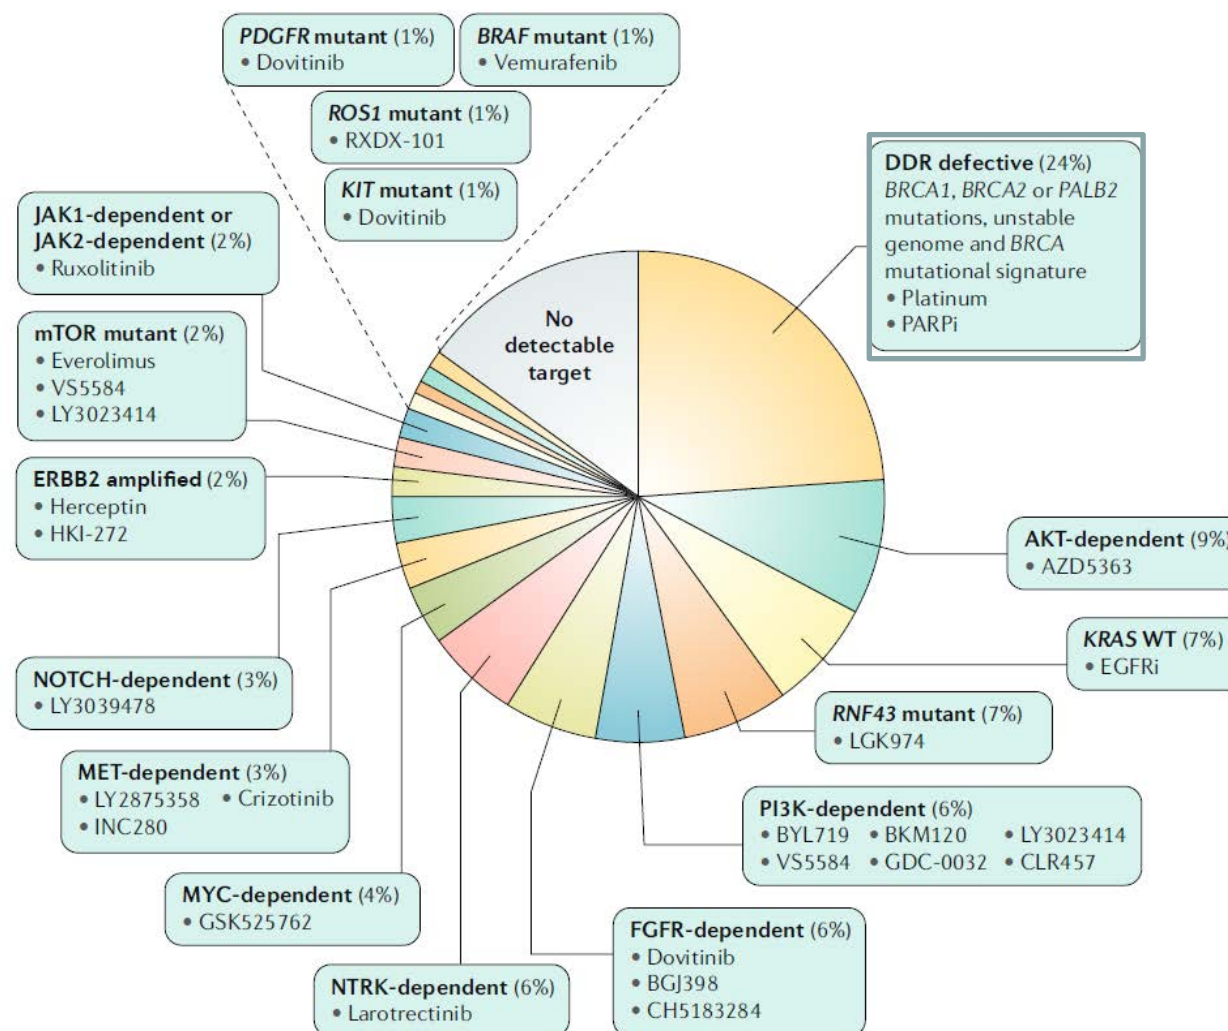 PDGFR mutant (1%)
• Dovitinib
BRAF mutant (1%)
• Vemurafenib
ROS1 mutant (1%)
• RXDX-101
KIT mutant (1%)
• Dovitinib
DDR defective (24%)
BRCA1, BRCA2 or PALB2
mutations, unstable
genome and BRCA
mutational signature
• Platinum
• PARPi
JAK1-dependent or
JAK2-dependent (2%)
• Ruxolitinib
mTOR mutant (2%)
• Everolimus
• VS5584
• LY3023414
No
detectable
target
ERBB2 amplified (2%)
• Herceptin
• HKI-272
AKT-dependent (9%)
• AZD5363
KRAS WT (7%)
• EGFRi
NOTCH-dependent (3%)
• LY3039478
RNF43 mutant (7%)
• LGK974
MET-dependent (3%)
• LY2875358 • Crizotinib
• INC280
PI3K-dependent (6%)
• BYL719 • BKM120 • LY3023414
• VS5584 • GDC-0032 • CLR457
MYC-dependent (4%)
• GSK525762
FGFR-dependent (6%)
• Dovitinib
• BGJ398
• CH5183284
NTRK-dependent (6%)
• Larotrectinib